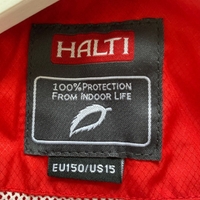 HALTI
100% PROTECTION
FROM INDOOR LIFE
EU150/US15